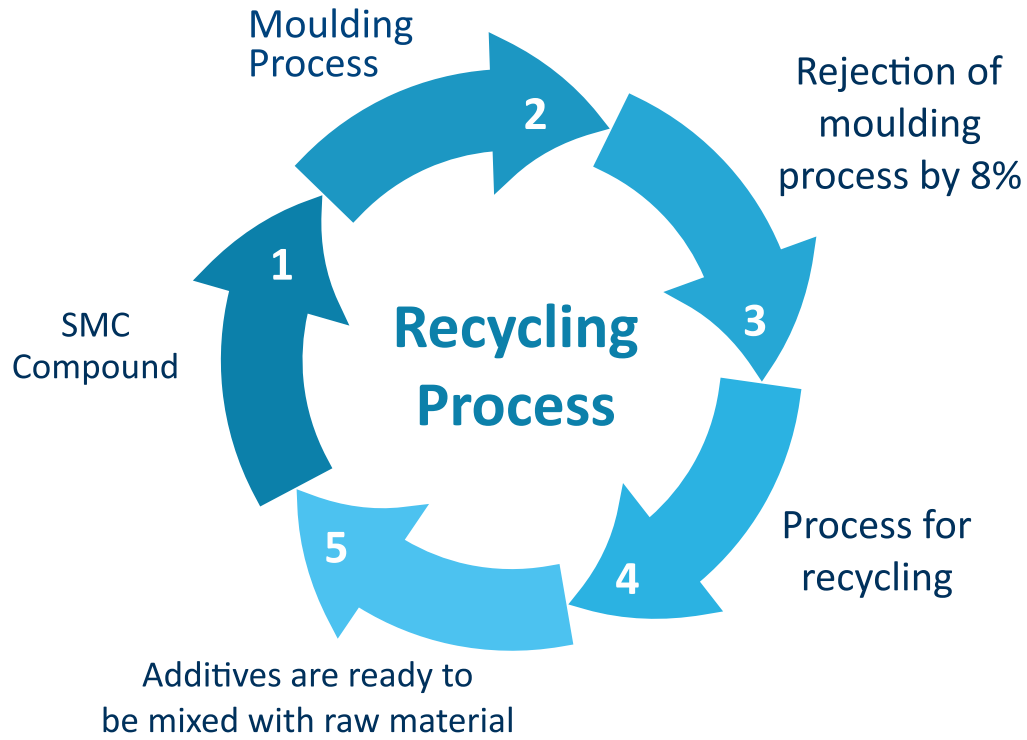 Moulding
Process
2
Rejection of
moulding
process by 8%
1
3
SMC
Compound
Recycling
Process
Process for
recycling
4
5
Additives are ready to
be mixed with raw material